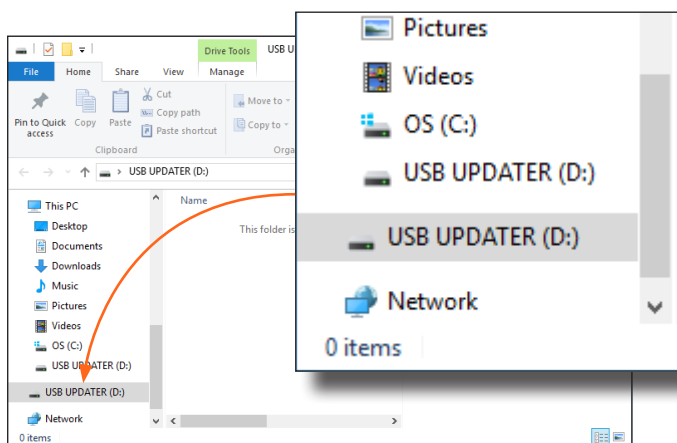 Drive Tools
USB U
File
Home
Share
View
Manage
Pin to Quick
access
Copy
Paste
Cut
Copy path
Paste shortcut
Move to
Copy to
Clipboard
Orga
USB UPDATER (D:)
Name
This folder is
This PC
Desktop
Documents
Downloads
Music
Pictures
Videos
OS (C:)
USB UPDATER (D:)
USB UPDATER (D:)
Network
0 items
Pictures
Videos
OS (C:)
USB UPDATER (D:)
USB UPDATER (D:)
Network
0 items